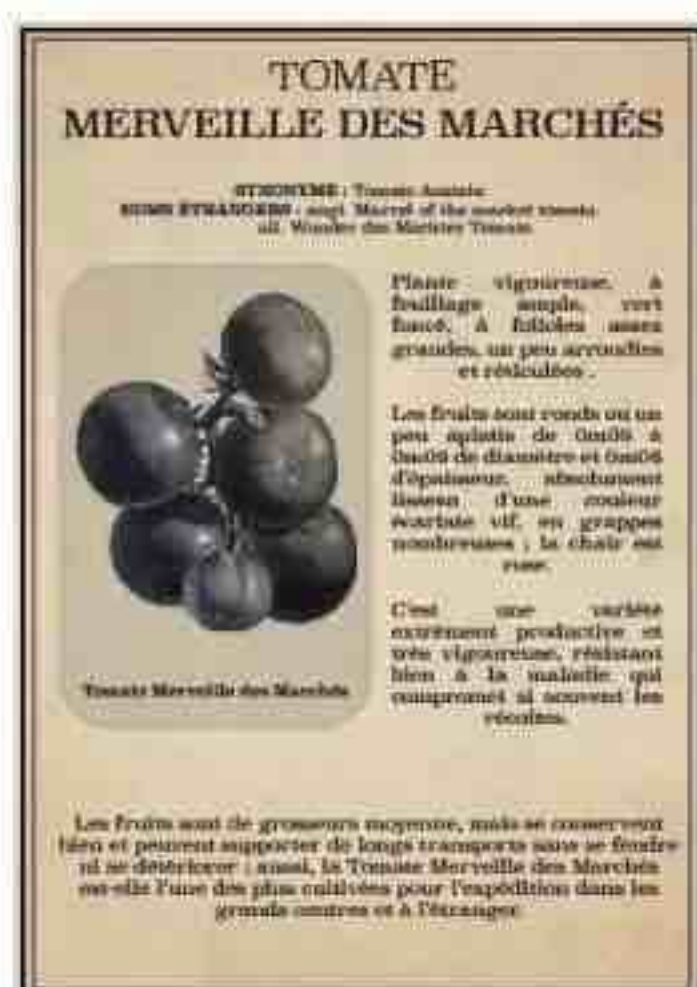 TOMATE
MERVEILLE DES MARCHÉS
SYNONYME : Tomate
NOMS ÉTRANGERS - angl. Marvel of the market tomato
all. Wunder des Marktes Tomate
Plante vigoureuse, à
feuillage ample, vert
foncé, à folioles assez
grandes, un peu arrondies
et réticulées .
Les fruits sont ronds ou un
peu aplatis de à
de diamètre et
d'épaisseur, absolument
d'une couleur
écarlate vif, en grappes
nombreuses ; la chair est
rose.
C'est une variété
extrêment productive et
très vigoureuse, résistant
bien à la maladie qui
compromet si souvent les
récoltes.
Tomate Merveille des Marchés
Les fruits sont de grosseurs moyenne, mais se conservent
bien et peuvent supporter de longs transports sans se fendre
ni se détériorer ; aussi, la Tomate Merveille des Marchés
est-elle l'une des plus cultivées pour l'expédition dans les
grands centres et à l'étranger.